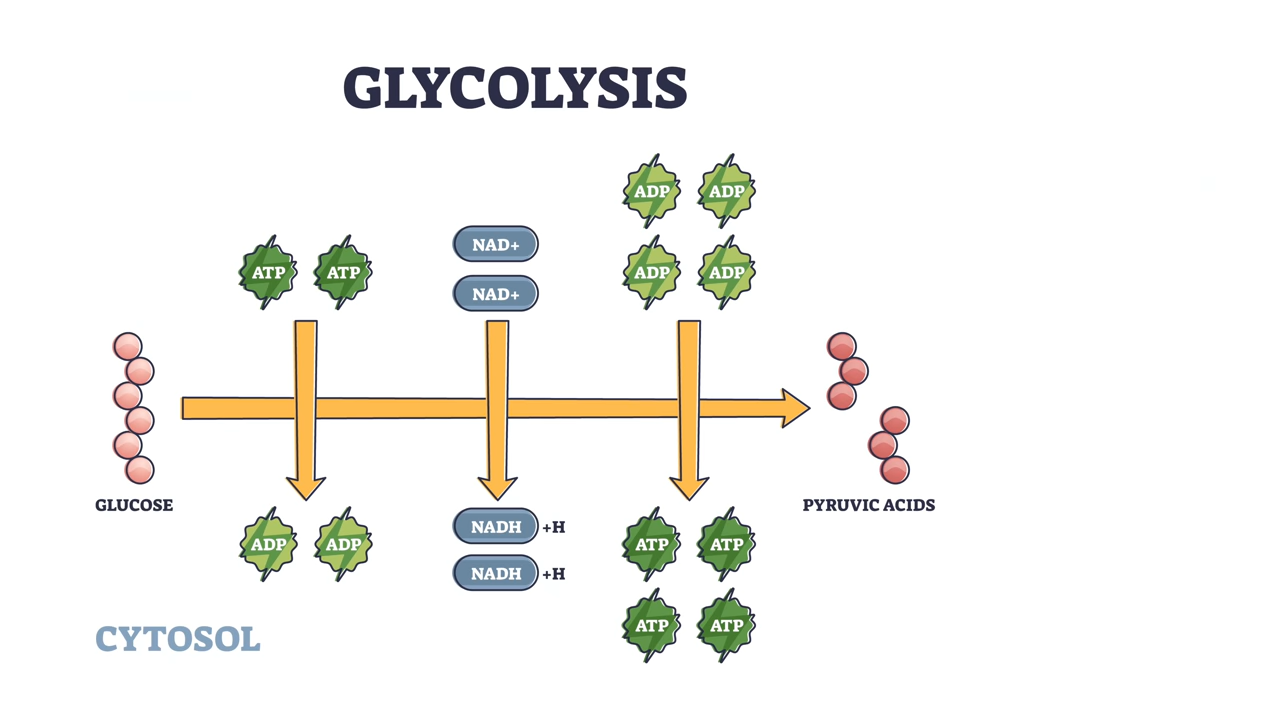 GLYCOLYSIS
ADP ADP
ATP ATP
NAD+
NAD+
ADP ADP
GLUCOSE
PYRUVIC ACIDS
ADP ADP
NADH +H
NADH +H
ATP ATP
ATP ATP
CYTOSOL